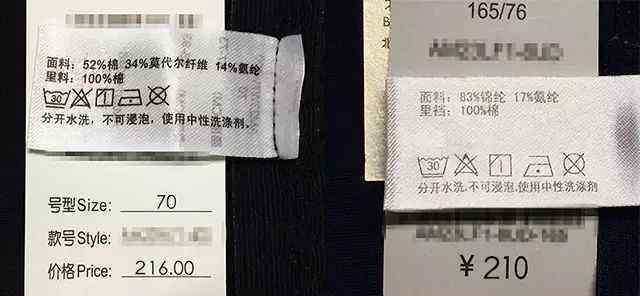 面料：52%棉 34%莫代尔纤维 14%氨纶
里料：100%棉
30
分开水洗，不可浸泡，使用中性洗涤剂.
号型Size: 70
款号Style:
价格Price: 216.00
165/76
面料: 83%锦纶 17%氨纶
里裆: 100%棉
30
分开水洗,不可浸泡,使用中性洗涤剂
￥210